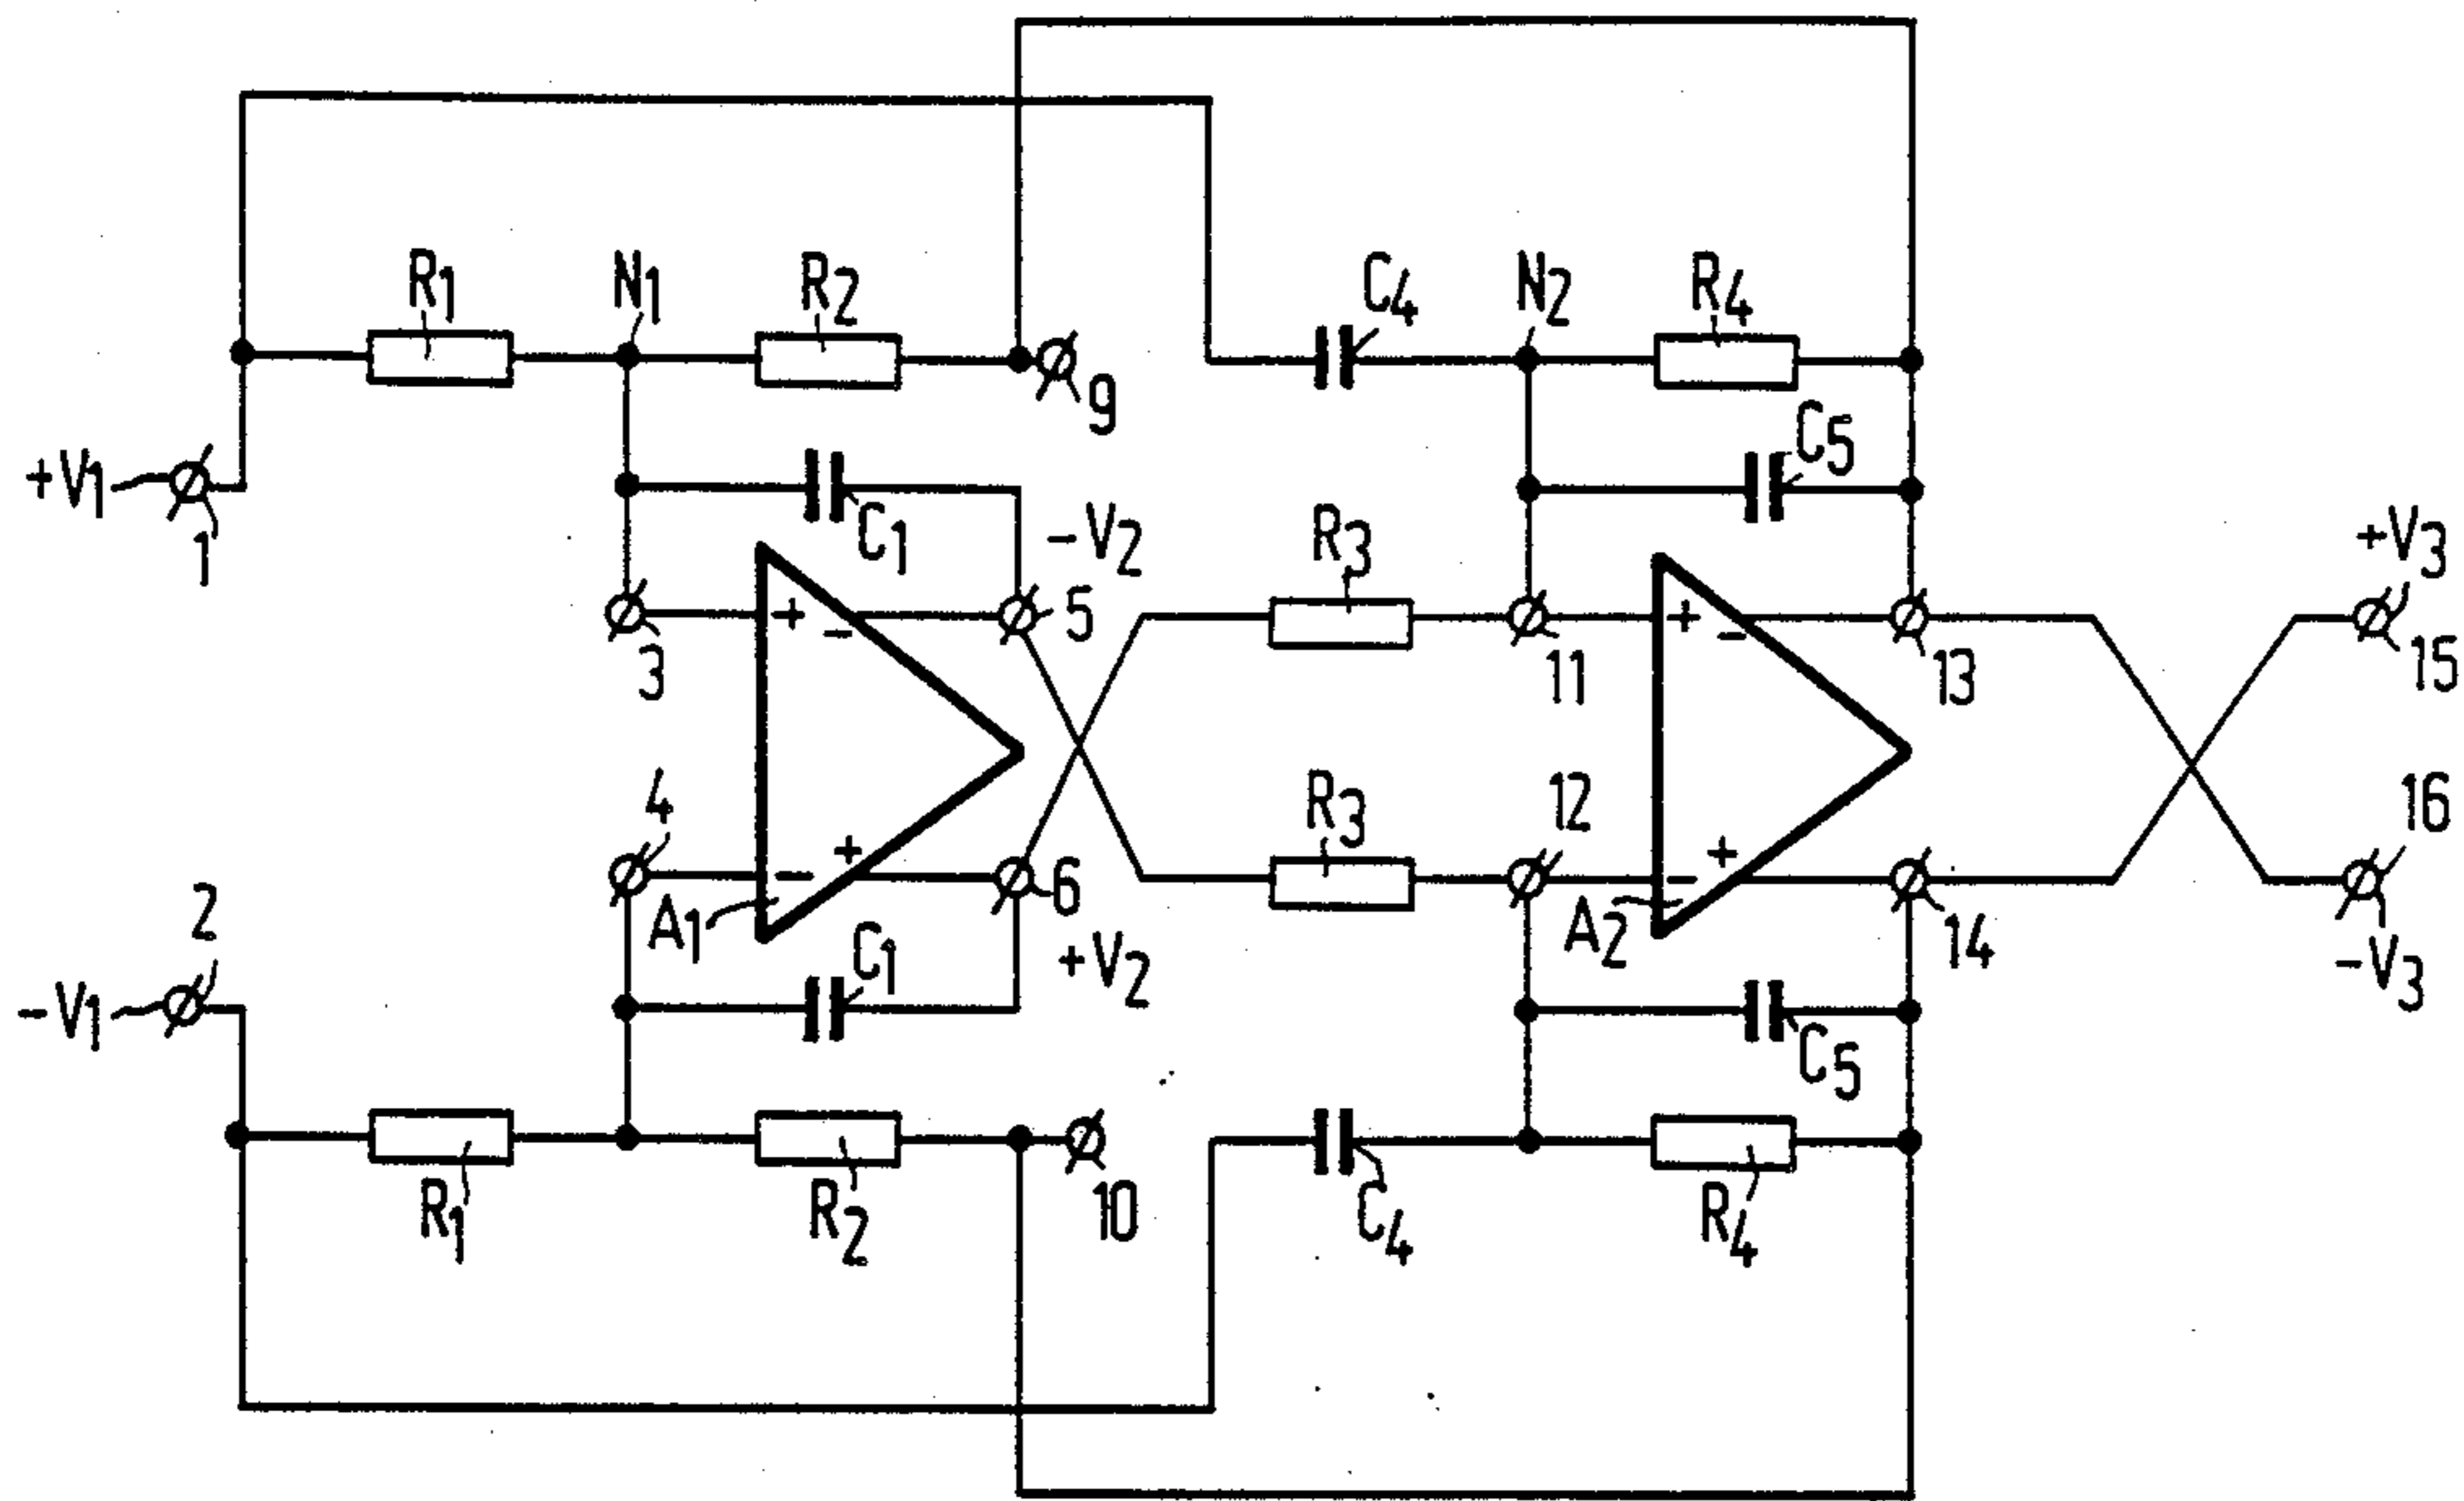 R1
N1
R2
9
C4
N2
R4
C5
+V1
1
C1
-V2
5
R3
+V3
15
3
+
-
11
+
-
13
4
6
R3
12
16
-
+
A1
C1
+V2
-
+
A2
14
-V3
2
-V1
C5
R1
R2
10
C4
R4